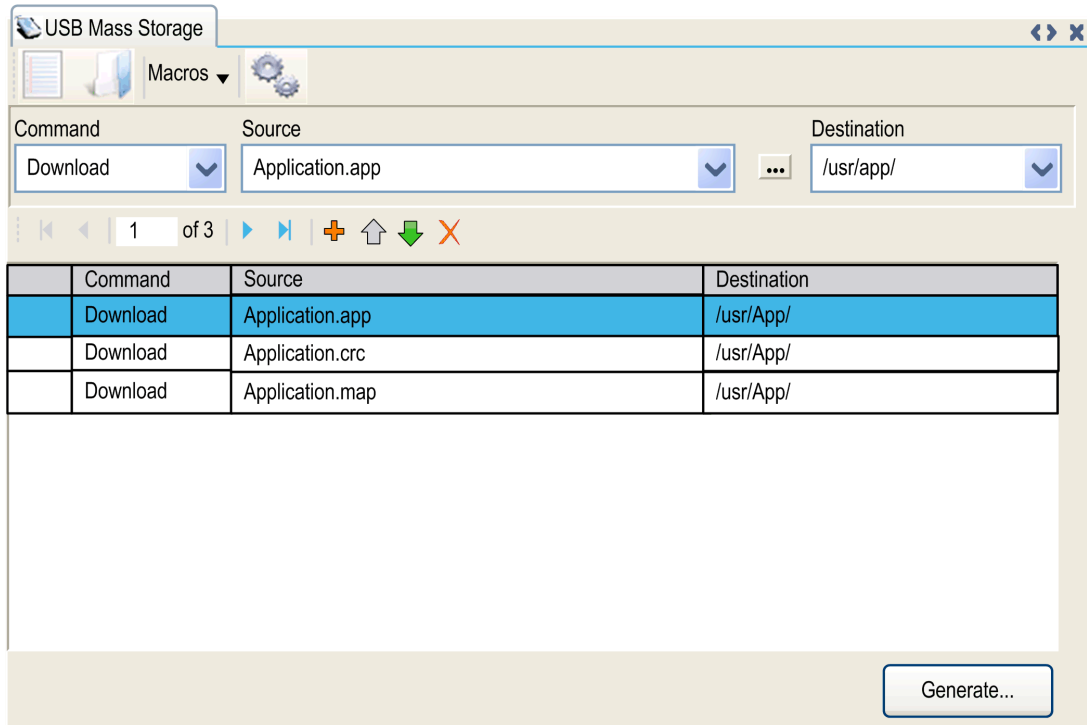 USB Mass Storage
Macros
Command Source Destination
Download Application.app ... /usr/app/
1 of 3
Command Source Destination
Download Application.app /usr/App/
Download Application.crc /usr/App/
Download Application.map /usr/App/
Generate...